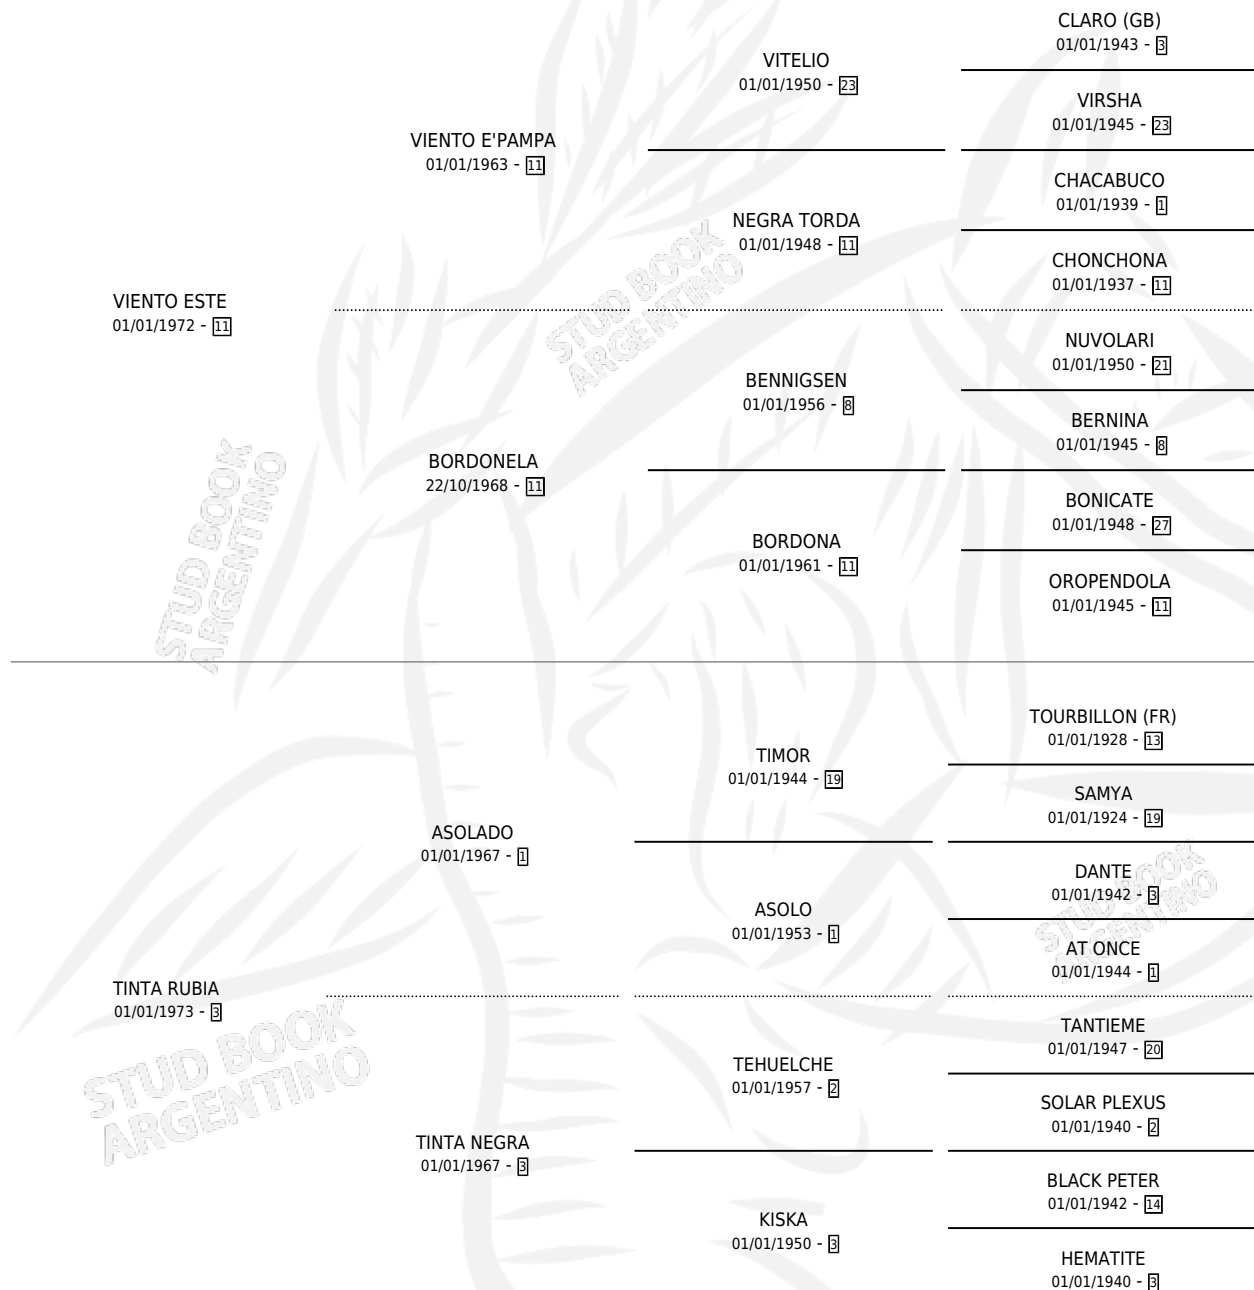 CLARO (GB)
01/01/1943 - 3
VITELIO
01/01/1950 - 23
VIRSHA
01/01/1945 - 23
VIENTO E'PAMPA
01/01/1963 - 11
CHACABUCO
01/01/1939 - 1
NEGRA TORDA
01/01/1948 - 11
CHONCHONA
01/01/1937 - 11
VIENTO ESTE
01/01/1972 - 11
NUVOLARI
01/01/1950 - 21
BENNIGSEN
01/01/1956 - 8
BERNINA
01/01/1945 - 8
BORDONELA
22/10/1968 - 11
BONICATE
01/01/1948 - 27
BORDONA
01/01/1961 - 11
OROPENDOLA
01/01/1945 - 11
TOURBILLON (FR)
01/01/1928 - 13
TIMOR
01/01/1944 - 19
SAMYA
01/01/1924 - 19
ASOLADO
01/01/1967 - 1
DANTE
01/01/1942 - 3
ASOLO
01/01/1953 - 1
AT ONCE
01/01/1944 - 1
TINTA RUBIA
01/01/1973 - 3
TANTIEME
01/01/1947 - 20
TEHUELCHE
01/01/1957 - 2
SOLAR PLEXUS
01/01/1940 - 2
TINTA NEGRA
01/01/1967 - 3
BLACK PETER
01/01/1942 - 14
KISKA
01/01/1950 - 3
HEMATITE
01/01/1940 - 3
STUD BOOK
ARGENTINO
STUD BOOK
ARGENTINO
STUD BOOK
ARGENTINO
STUD BOOK
ARGENTINO